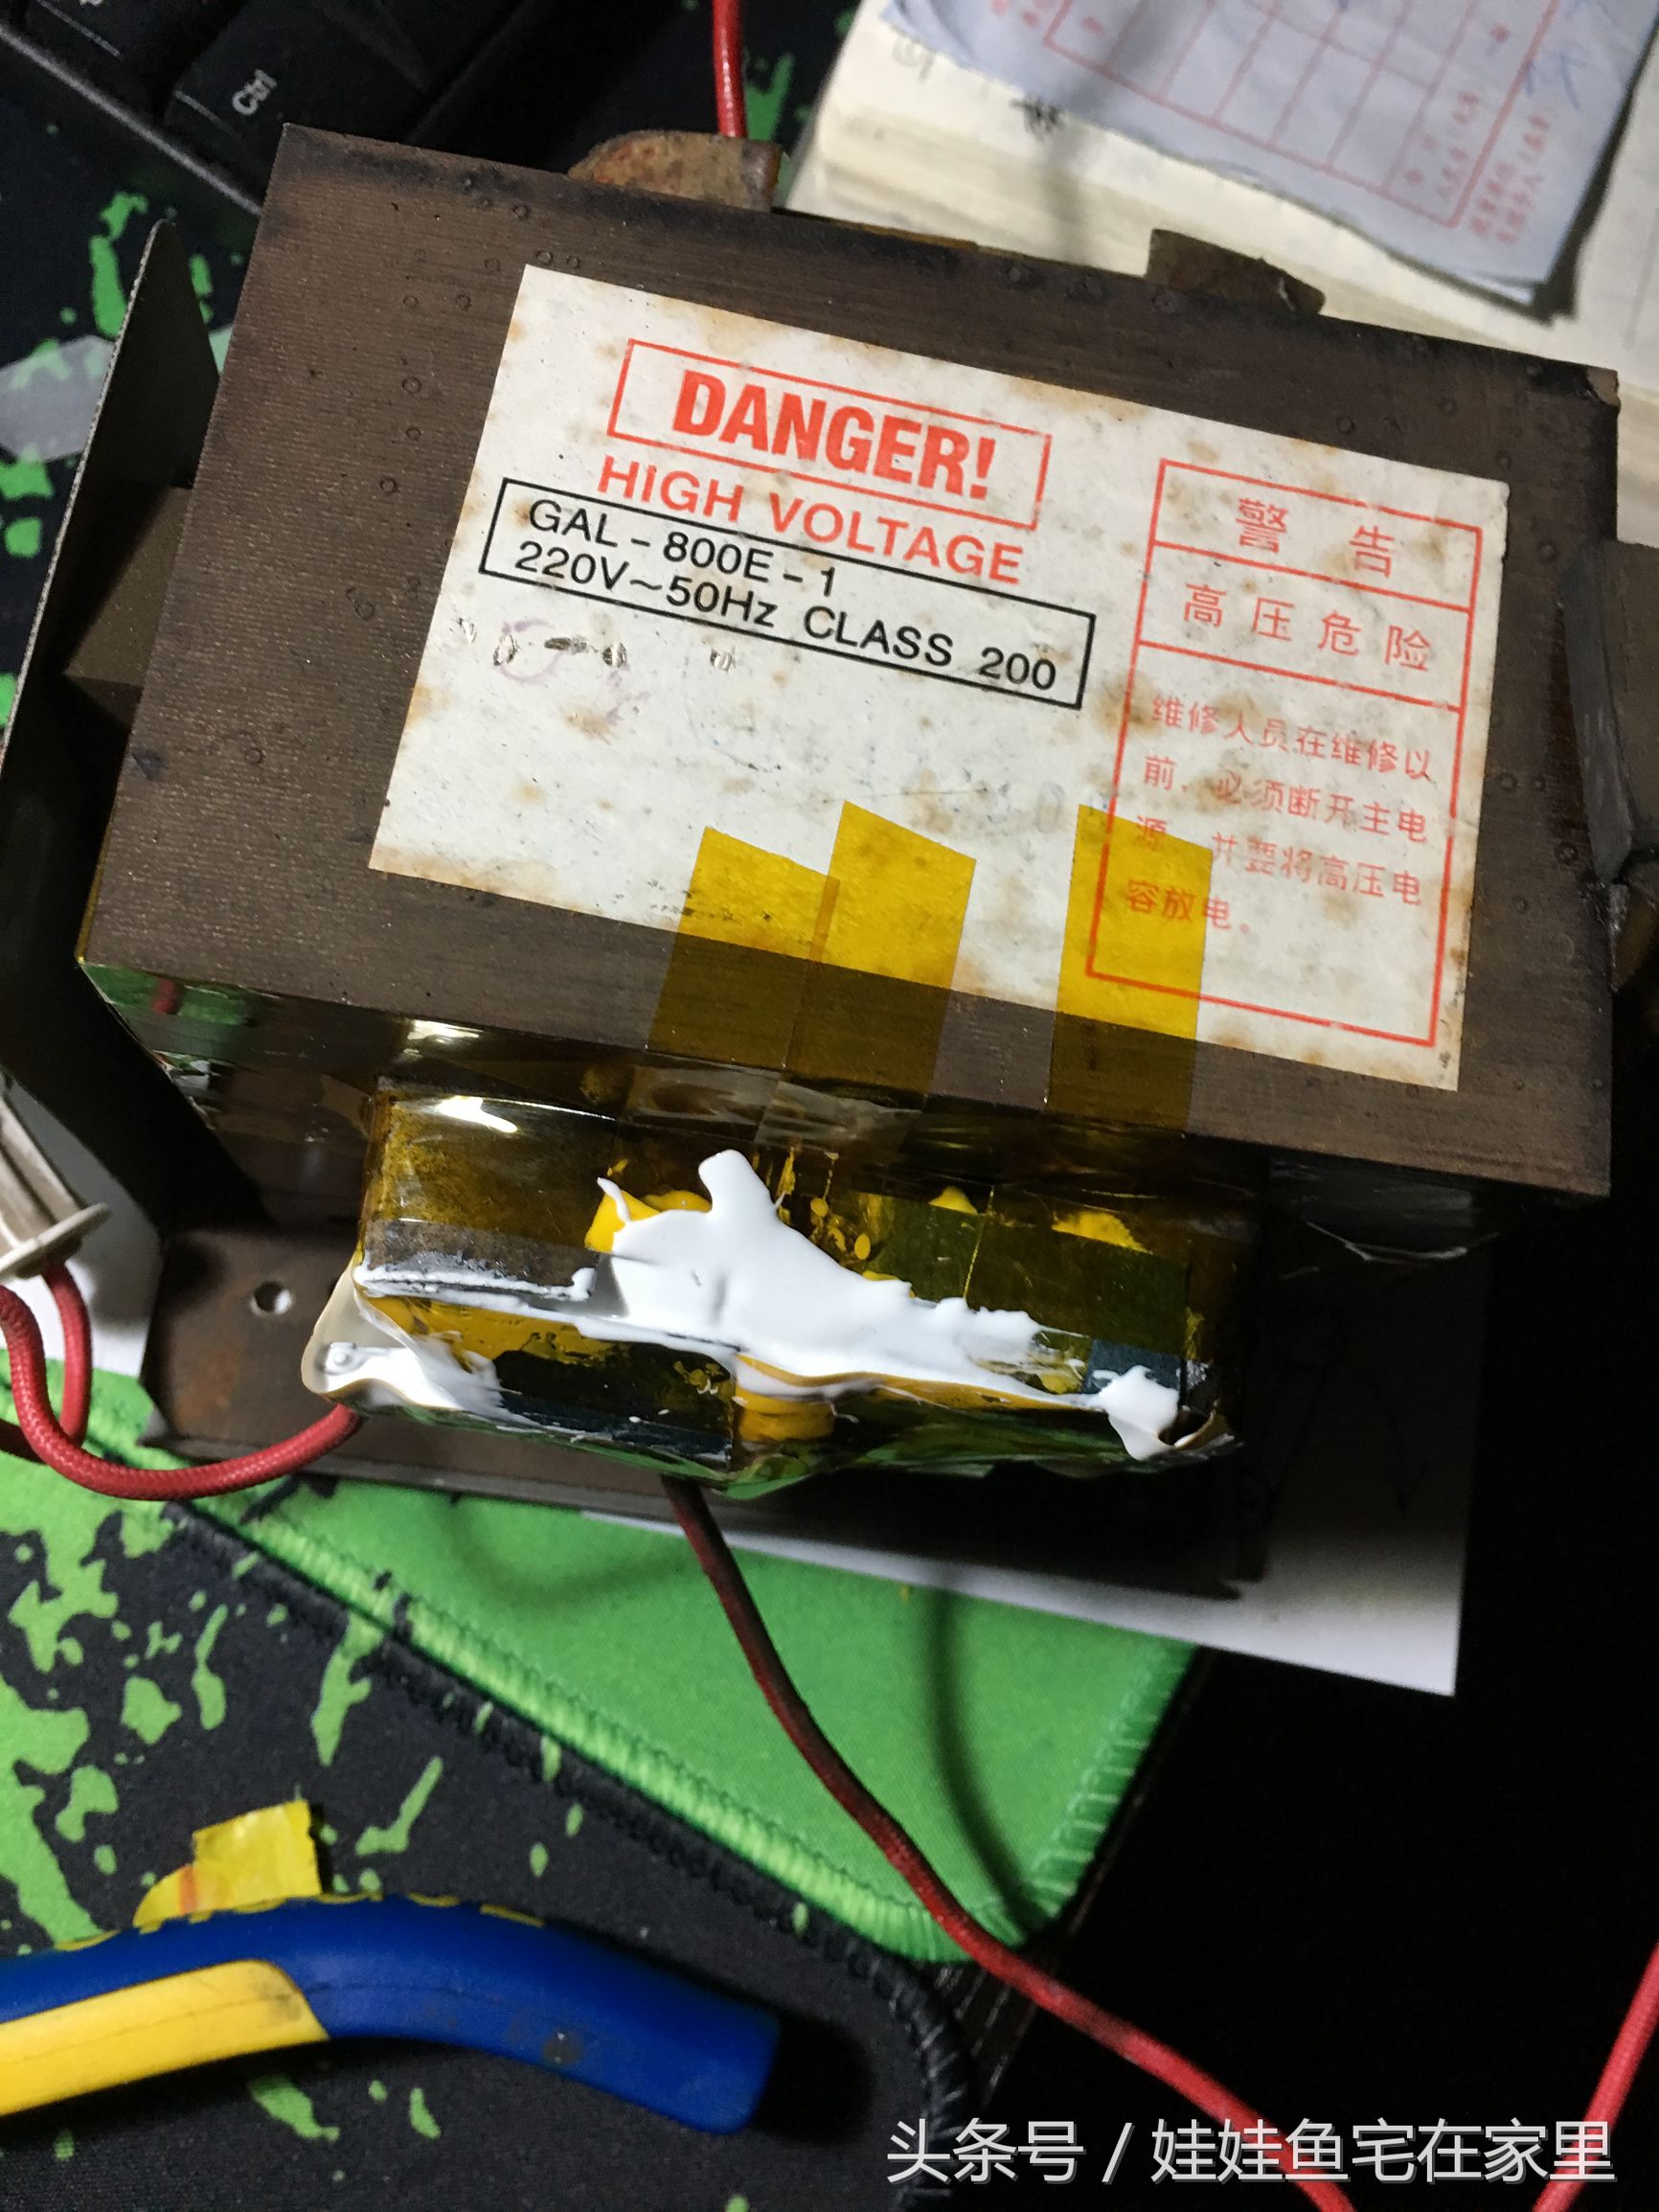 Ctrl
DANGER!
HIGH VOLTAGE
GAL-800E-1
220V~50Hz CLASS 200
警 告
高压危险
维修人员在维修以
前，必须断开主电
源 并要将高压电
容放电。
头条号 / 娃娃鱼宅在家里